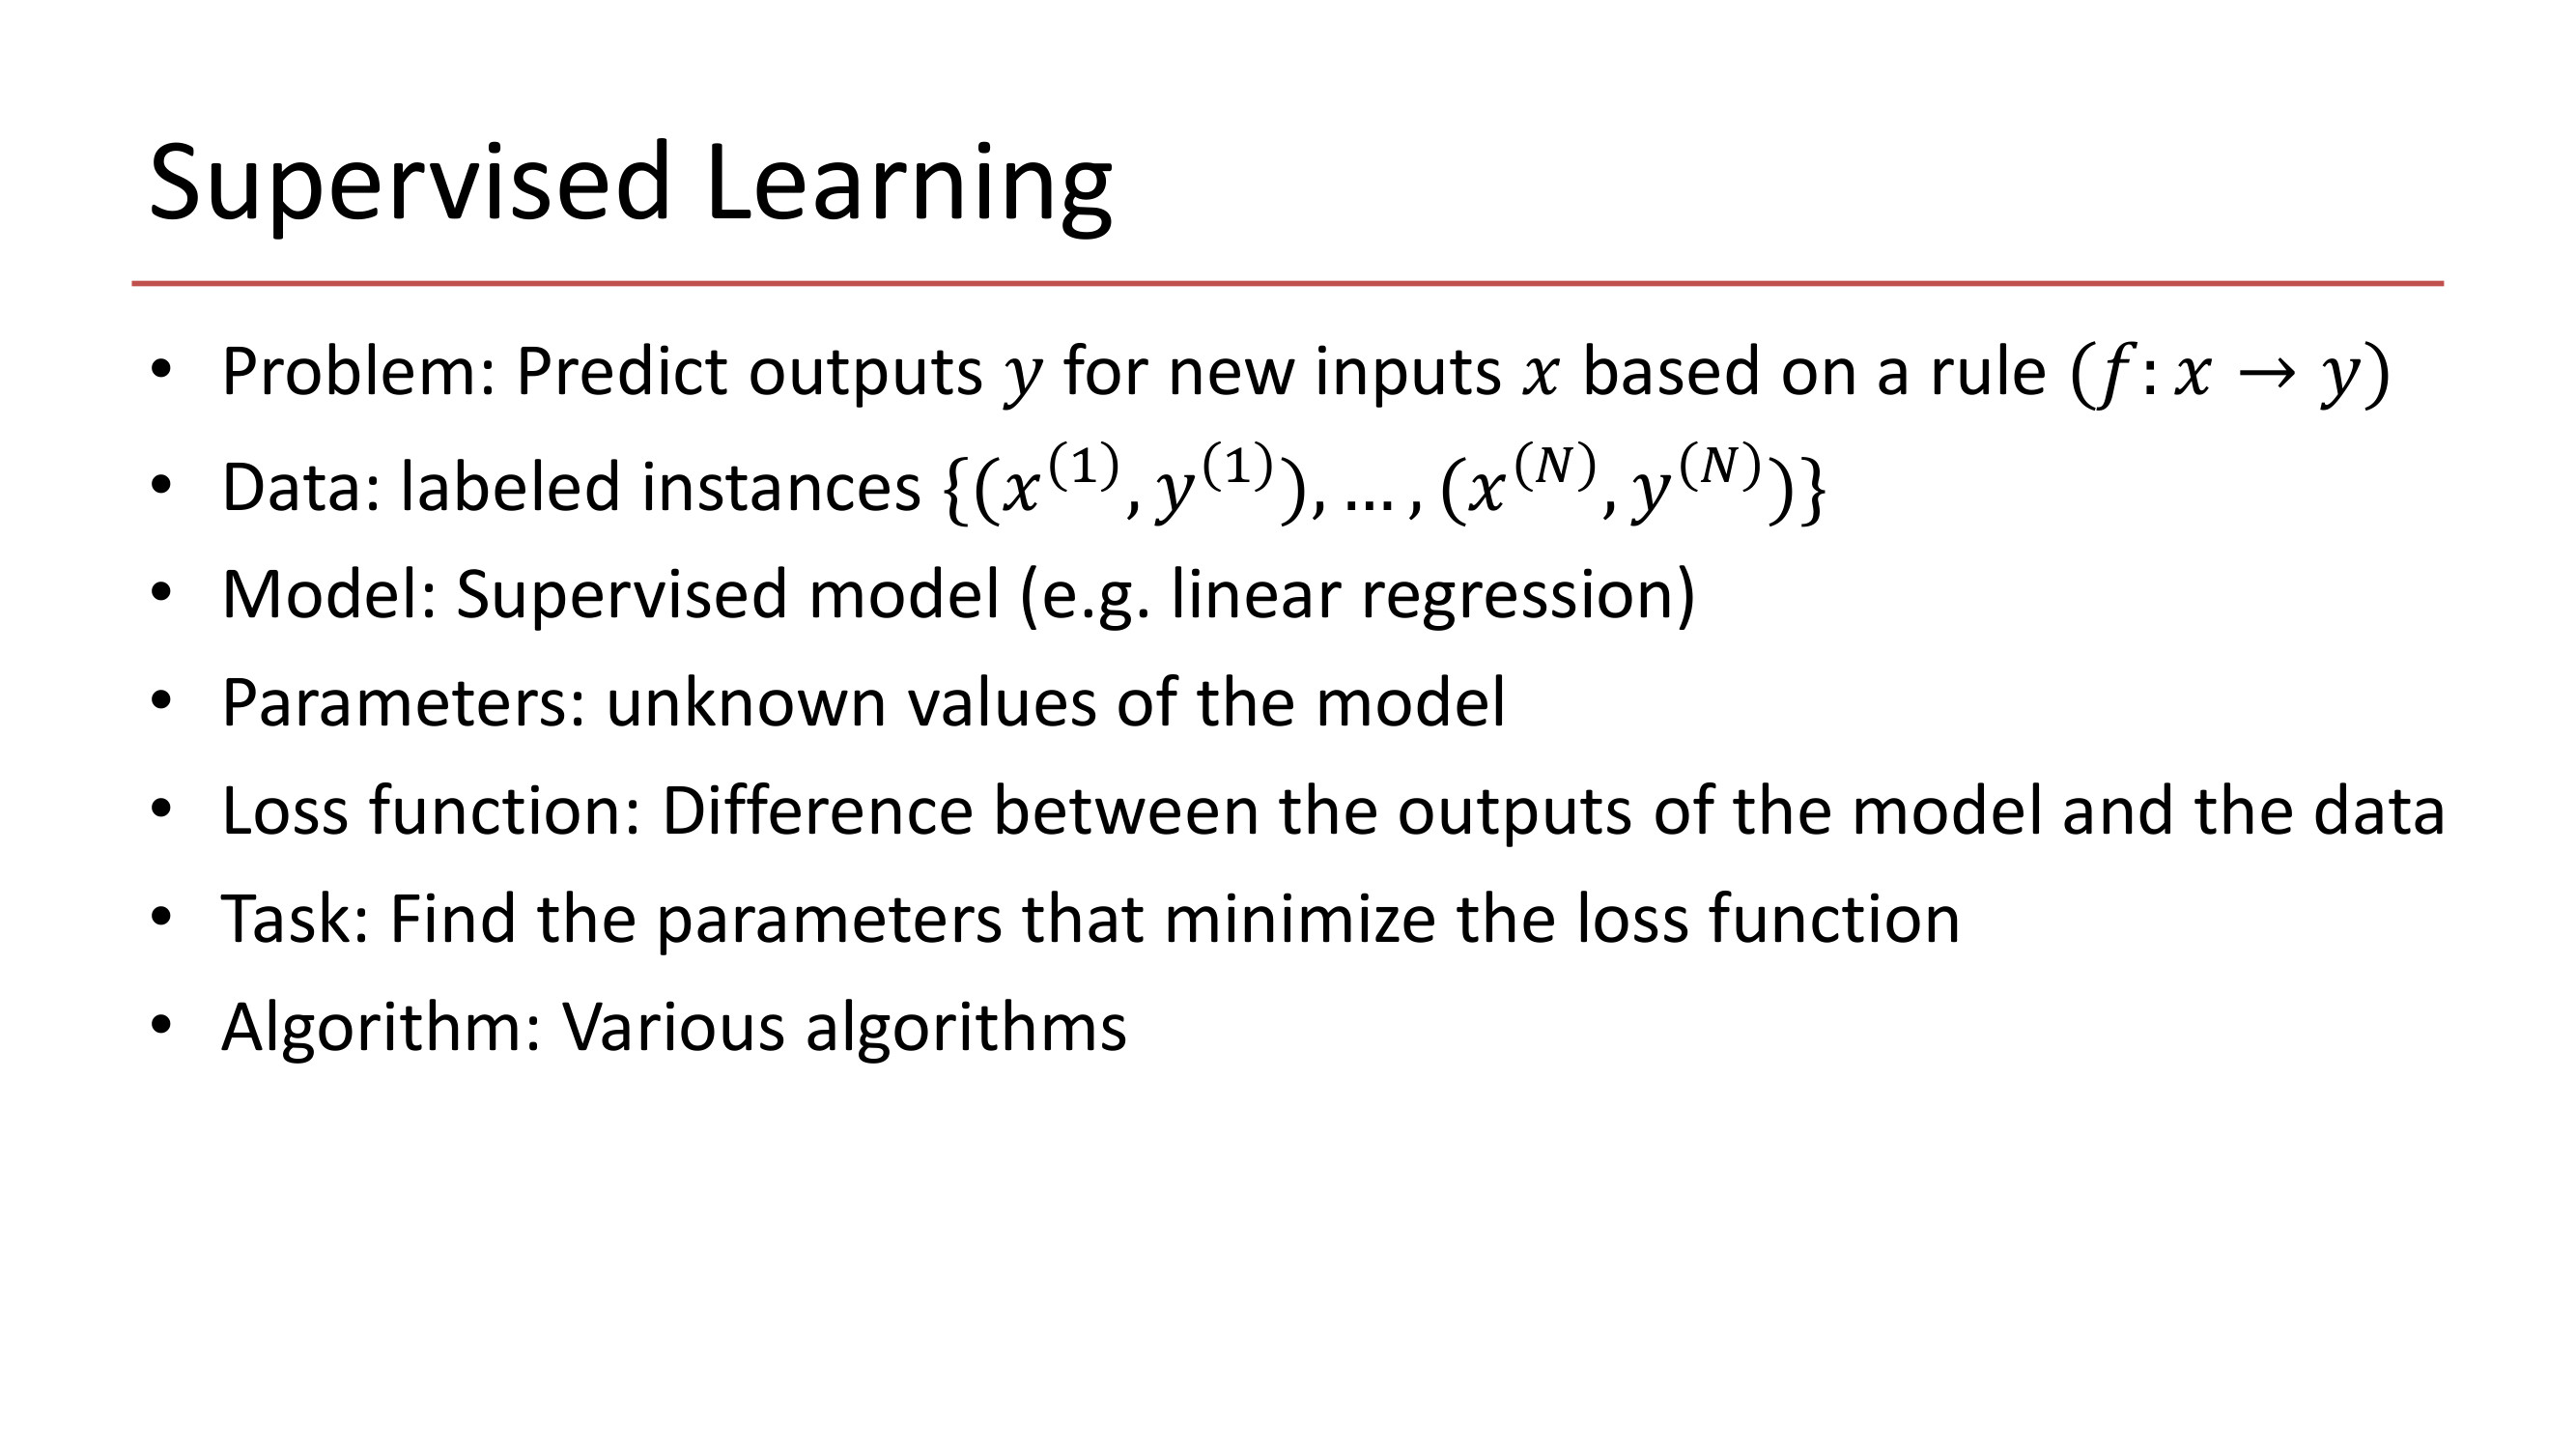 Supervised Learning
• Problem: Predict outputs 𝑦 for new inputs 𝑥 based on a rule (𝑓: 𝑥 → 𝑦)
• Data: labeled instances {(𝑥^(1), 𝑦^(1)), … , (𝑥^(𝑁), 𝑦^(𝑁))}
• Model: Supervised model (e.g. linear regression)
• Parameters: unknown values of the model
• Loss function: Difference between the outputs of the model and the data
• Task: Find the parameters that minimize the loss function
• Algorithm: Various algorithms